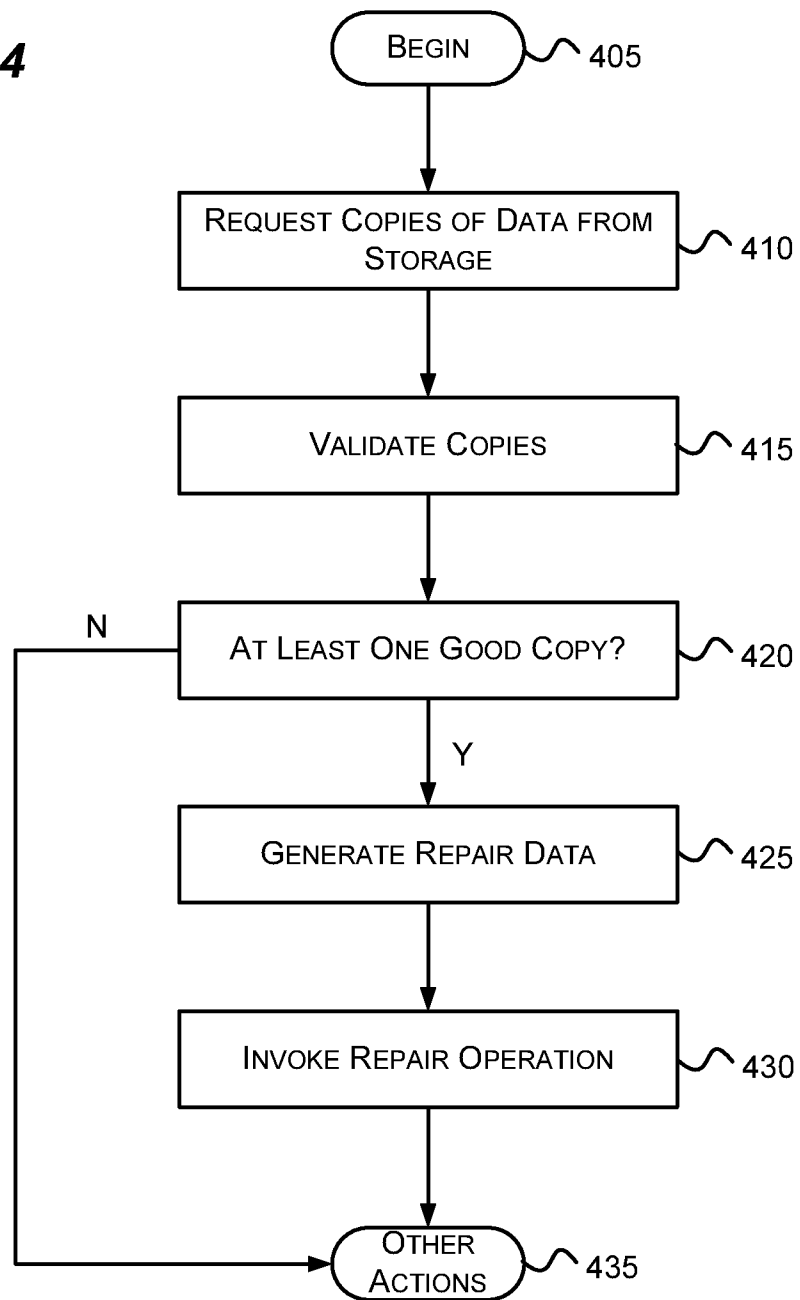 4
BEGIN
405
REQUEST COPIES OF DATA FROM
STORAGE
410
VALIDATE COPIES
415
N
AT LEAST ONE GOOD COPY?
420
Y
GENERATE REPAIR DATA
425
INVOKE REPAIR OPERATION
430
OTHER
ACTIONS
435